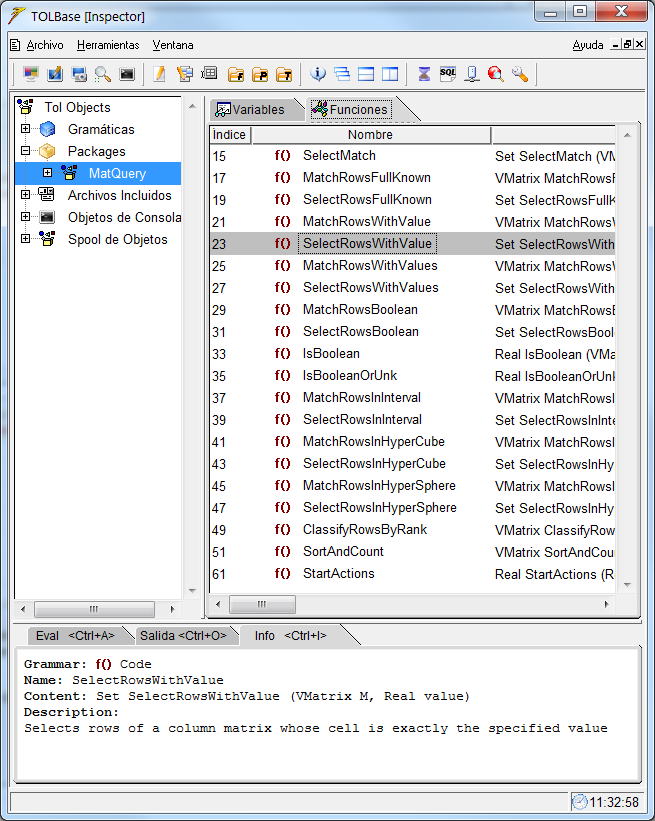 TOLBase [Inspector]
Archivo Herramientas Ventana Ayuda
SQL
Tol Objects
Gramáticas
Packages
MatQuery
Archivos Incluidos
Objetos de Consola
Spool de Objetos
Variables Funciones
Índice Nombre
15 f() SelectMatch Set SelectMatch (VM
17 f() MatchRowsFullKnown VMatrix MatchRowsF
19 f() SelectRowsFullKnown Set SelectRowsFullK
21 f() MatchRowsWithValue VMatrix MatchRowsW
23 f() SelectRowsWithValue Set SelectRowsWith
25 f() MatchRowsWithValues VMatrix MatchRowsW
27 f() SelectRowsWithValues Set SelectRowsWith
29 f() MatchRowsBoolean VMatrix MatchRowsB
31 f() SelectRowsBoolean Set SelectRowsBool
33 f() IsBoolean Real IsBoolean (VMa
35 f() IsBooleanOrUnk Real IsBooleanOrUnk
37 f() MatchRowsInInterval VMatrix MatchRowsI
39 f() SelectRowsInInterval Set SelectRowsInInte
41 f() MatchRowsInHyperCube VMatrix MatchRowsI
43 f() SelectRowsInHyperCube Set SelectRowsInHy
45 f() MatchRowsInHyperSphere VMatrix MatchRowsI
47 f() SelectRowsInHyperSphere Set SelectRowsInHy
49 f() ClassifyRowsByRank VMatrix ClassifyRow
51 f() SortAndCount VMatrix SortAndCou
61 f() StartActions Real StartActions (R
Eval <Ctrl+A> Salida <Ctrl+O> Info <Ctrl+I>
Grammar: f() Code
Name: SelectRowsWithValue
Content: Set SelectRowsWithValue (VMatrix M, Real value)
Description:
Selects rows of a column matrix whose cell is exactly the specified value
11:32:58